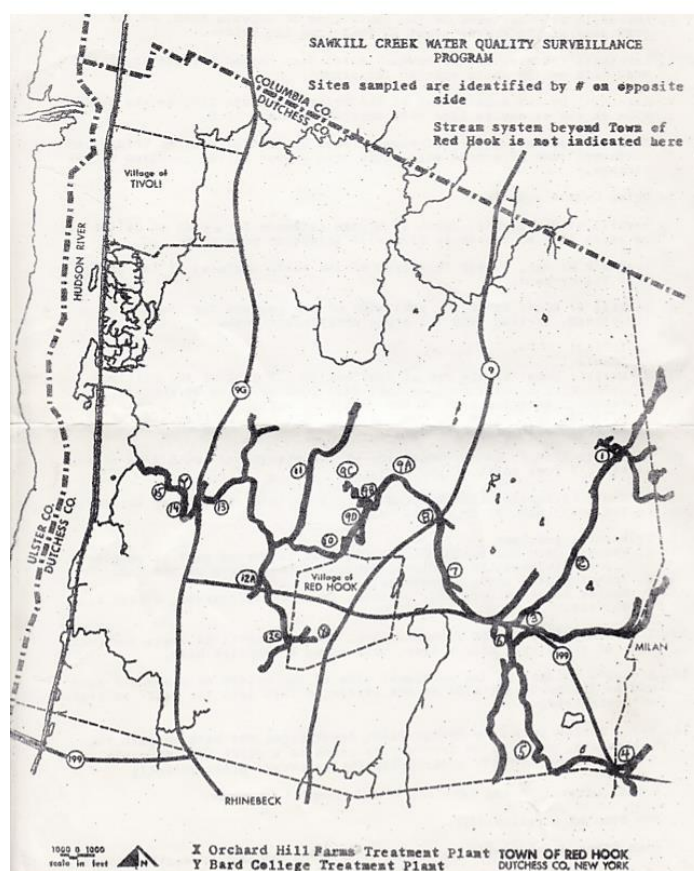 SAWKILL CREEK WATER QUALITY SURVEILLANCE
PROGRAM
Sites sampled are identified by # on opposite
side
Stream system beyond Town of
Red Hook is not indicated here
COLUMBIA CO.
DUTCHESS CO.
Village of
TIVOLI
HUDSON RIVER
9G
9
11
9C
9A
9B
9D
1
15
14
Y
13
8
10
2
ULSTER CO.
DUTCHESS CO.
12A
Village of
RED HOOK
7
3
6
MILAN
199
5
4
199
RHINEBECK
1000 0 1000
scale in feet
N
X Orchard Hill Farms Treatment Plant
Y Bard College Treatment Plant
TOWN OF RED HOOK
DUTCHESS CO, NEW YORK